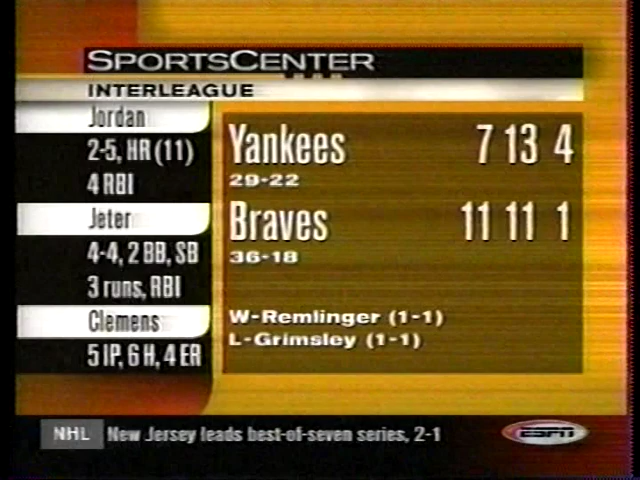 SPORTSCENTER
INTERLEAGUE
Jordan
2-5, HR (11)
4 RBI
Jeter
4-4, 2 BB, SB
3 runs, RBI
Clemens
5 IP, 6 H, 4 ER
Yankees 7 13 4
29-22
Braves 11 11 1
36-18
W-Remlinger (1-1)
L-Grimsley (1-1)
NHL New Jersey leads best-of-seven series, 2-1
ESPN